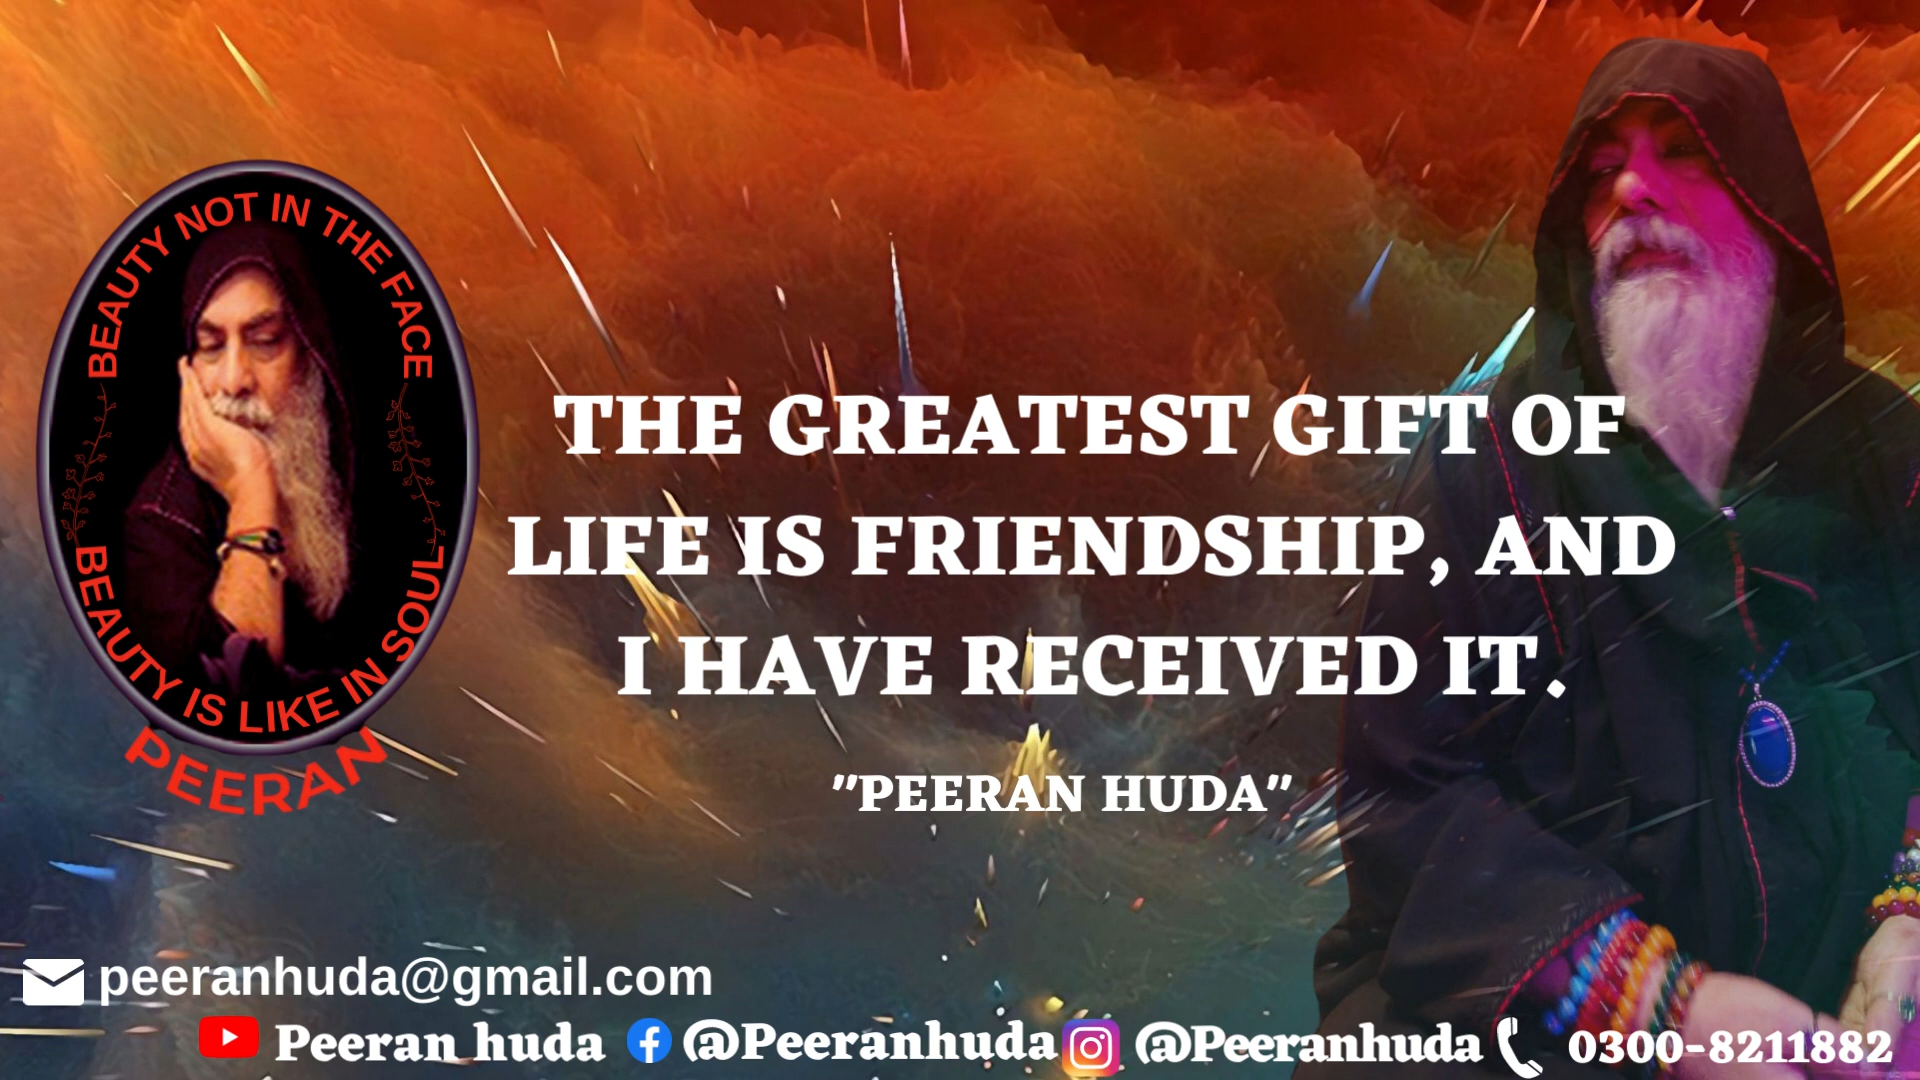 BEAUTY NOT IN THE FACE
BEAUTY IS LIKE IN SOUL
PEERAN
THE GREATEST GIFT OF
LIFE IS FRIENDSHIP, AND
I HAVE RECEIVED IT.
"PEERAN HUDA"
peeranhuda@gmail.com
Peeran huda @Peeranhuda @Peeranhuda 0300-8211882